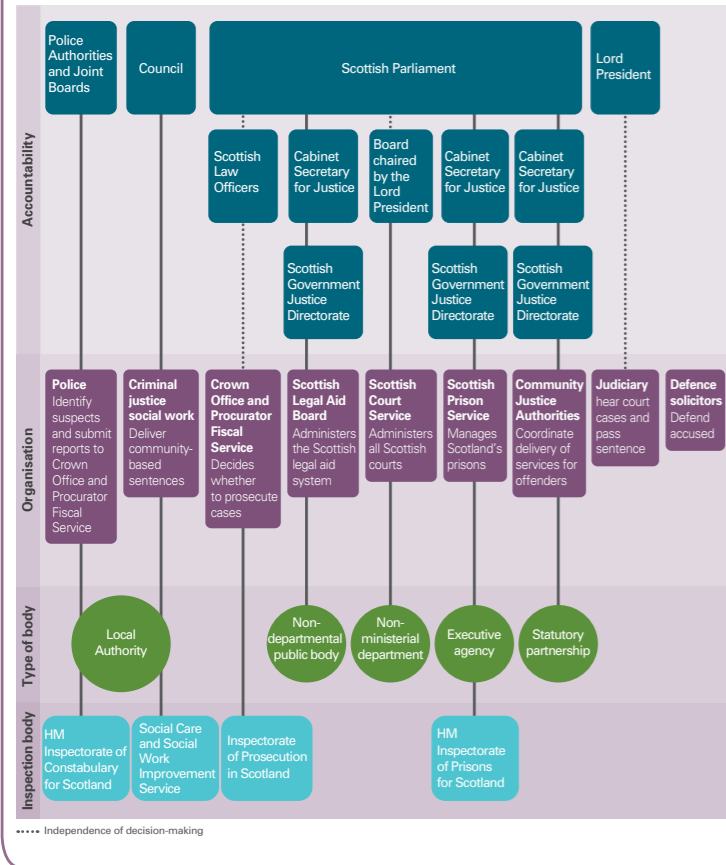 Police
Authorities
and Joint
Boards
Council
Scottish Parliament
Lord
President
Accountability
Scottish
Law
Officers
Cabinet
Secretary
for Justice
Board
chaired
by the
Lord
President
Cabinet
Secretary
for Justice
Cabinet
Secretary
for Justice
Scottish
Government
Justice
Directorate
Scottish
Government
Justice
Directorate
Scottish
Government
Justice
Directorate
Organisation
Police
Identify
suspects
and submit
reports to
Crown
Office and
Procurator
Fiscal
Service
Criminal
justice
social work
Deliver
community-
based
sentences
Crown
Office and
Procurator
Fiscal
Service
Decides
whether
to prosecute
cases
Scottish
Legal Aid
Board
Administers
the Scottish
legal aid
system
Scottish
Court
Service
Administers
all Scottish
courts
Scottish
Prison
Service
Manages
Scotland's
prisons
Community
Justice
Authorities
Coordinate
delivery of
services for
offenders
Judiciary
hear court
cases and
pass
sentence
Defence
solicitors
Defend
accused
Type of body
Local
Authority
Non-
departmental
public body
Non-
ministerial
department
Executive
agency
Statutory
partnership
Inspection body
HM
Inspectorate of
Constabulary
for Scotland
Social Care
and Social
Work
Improvement
Service
Inspectorate
of Prosecution
in Scotland
HM
Inspectorate
of Prisons
for Scotland
Independence of decision-making